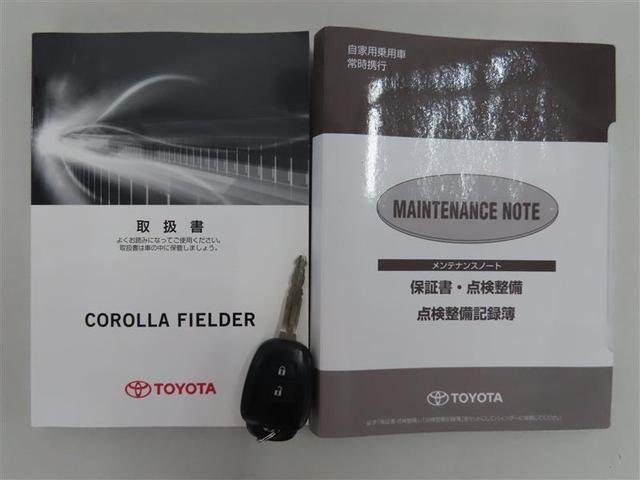 取扱書
よくお読みになってご使用ください。
取扱書は車の中に保管しましょう。
COROLLA FIELDER
TOYOTA
自家用乗用車
常時携行
MAINTENANCE NOTE
メンテナンスノート
保証書・点検整備
点検整備記録簿
TOYOTA